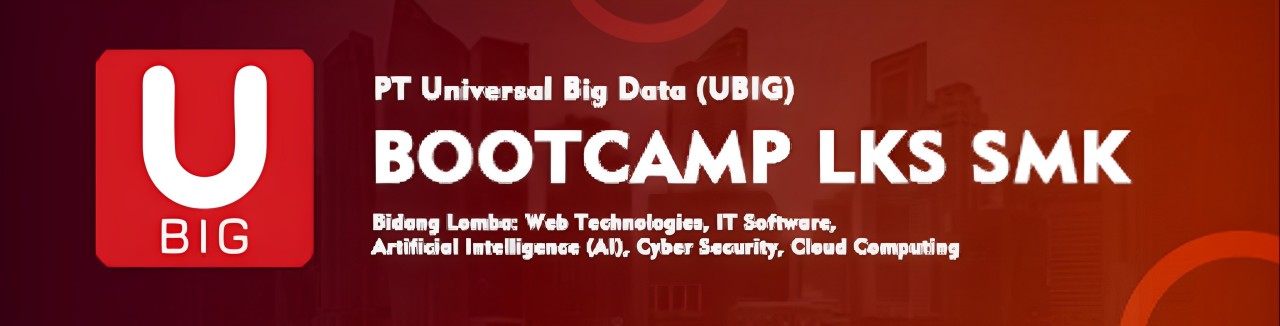 U
BIG
PT Universal Big Data (UBIG)
BOOTCAMP LKS SMK
Bidang Lomba: Web Technologies, IT Software,
Artificial Intelligence (AI), Cyber Security, Cloud Computing